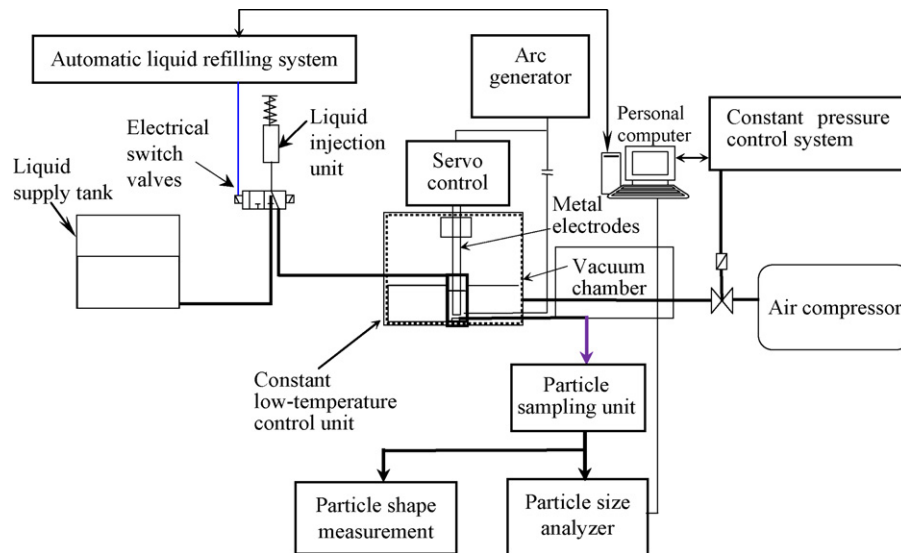 Automatic liquid refilling system
Arc
generator
Electrical
switch
valves
Liquid
injection
unit
Personal
computer
Constant pressure
control system
Liquid
supply tank
Servo
control
Metal
electrodes
Vacuum
chamber
Air compressor
Constant
low-temperature
control unit
Particle
sampling unit
Particle shape
measurement
Particle size
analyzer